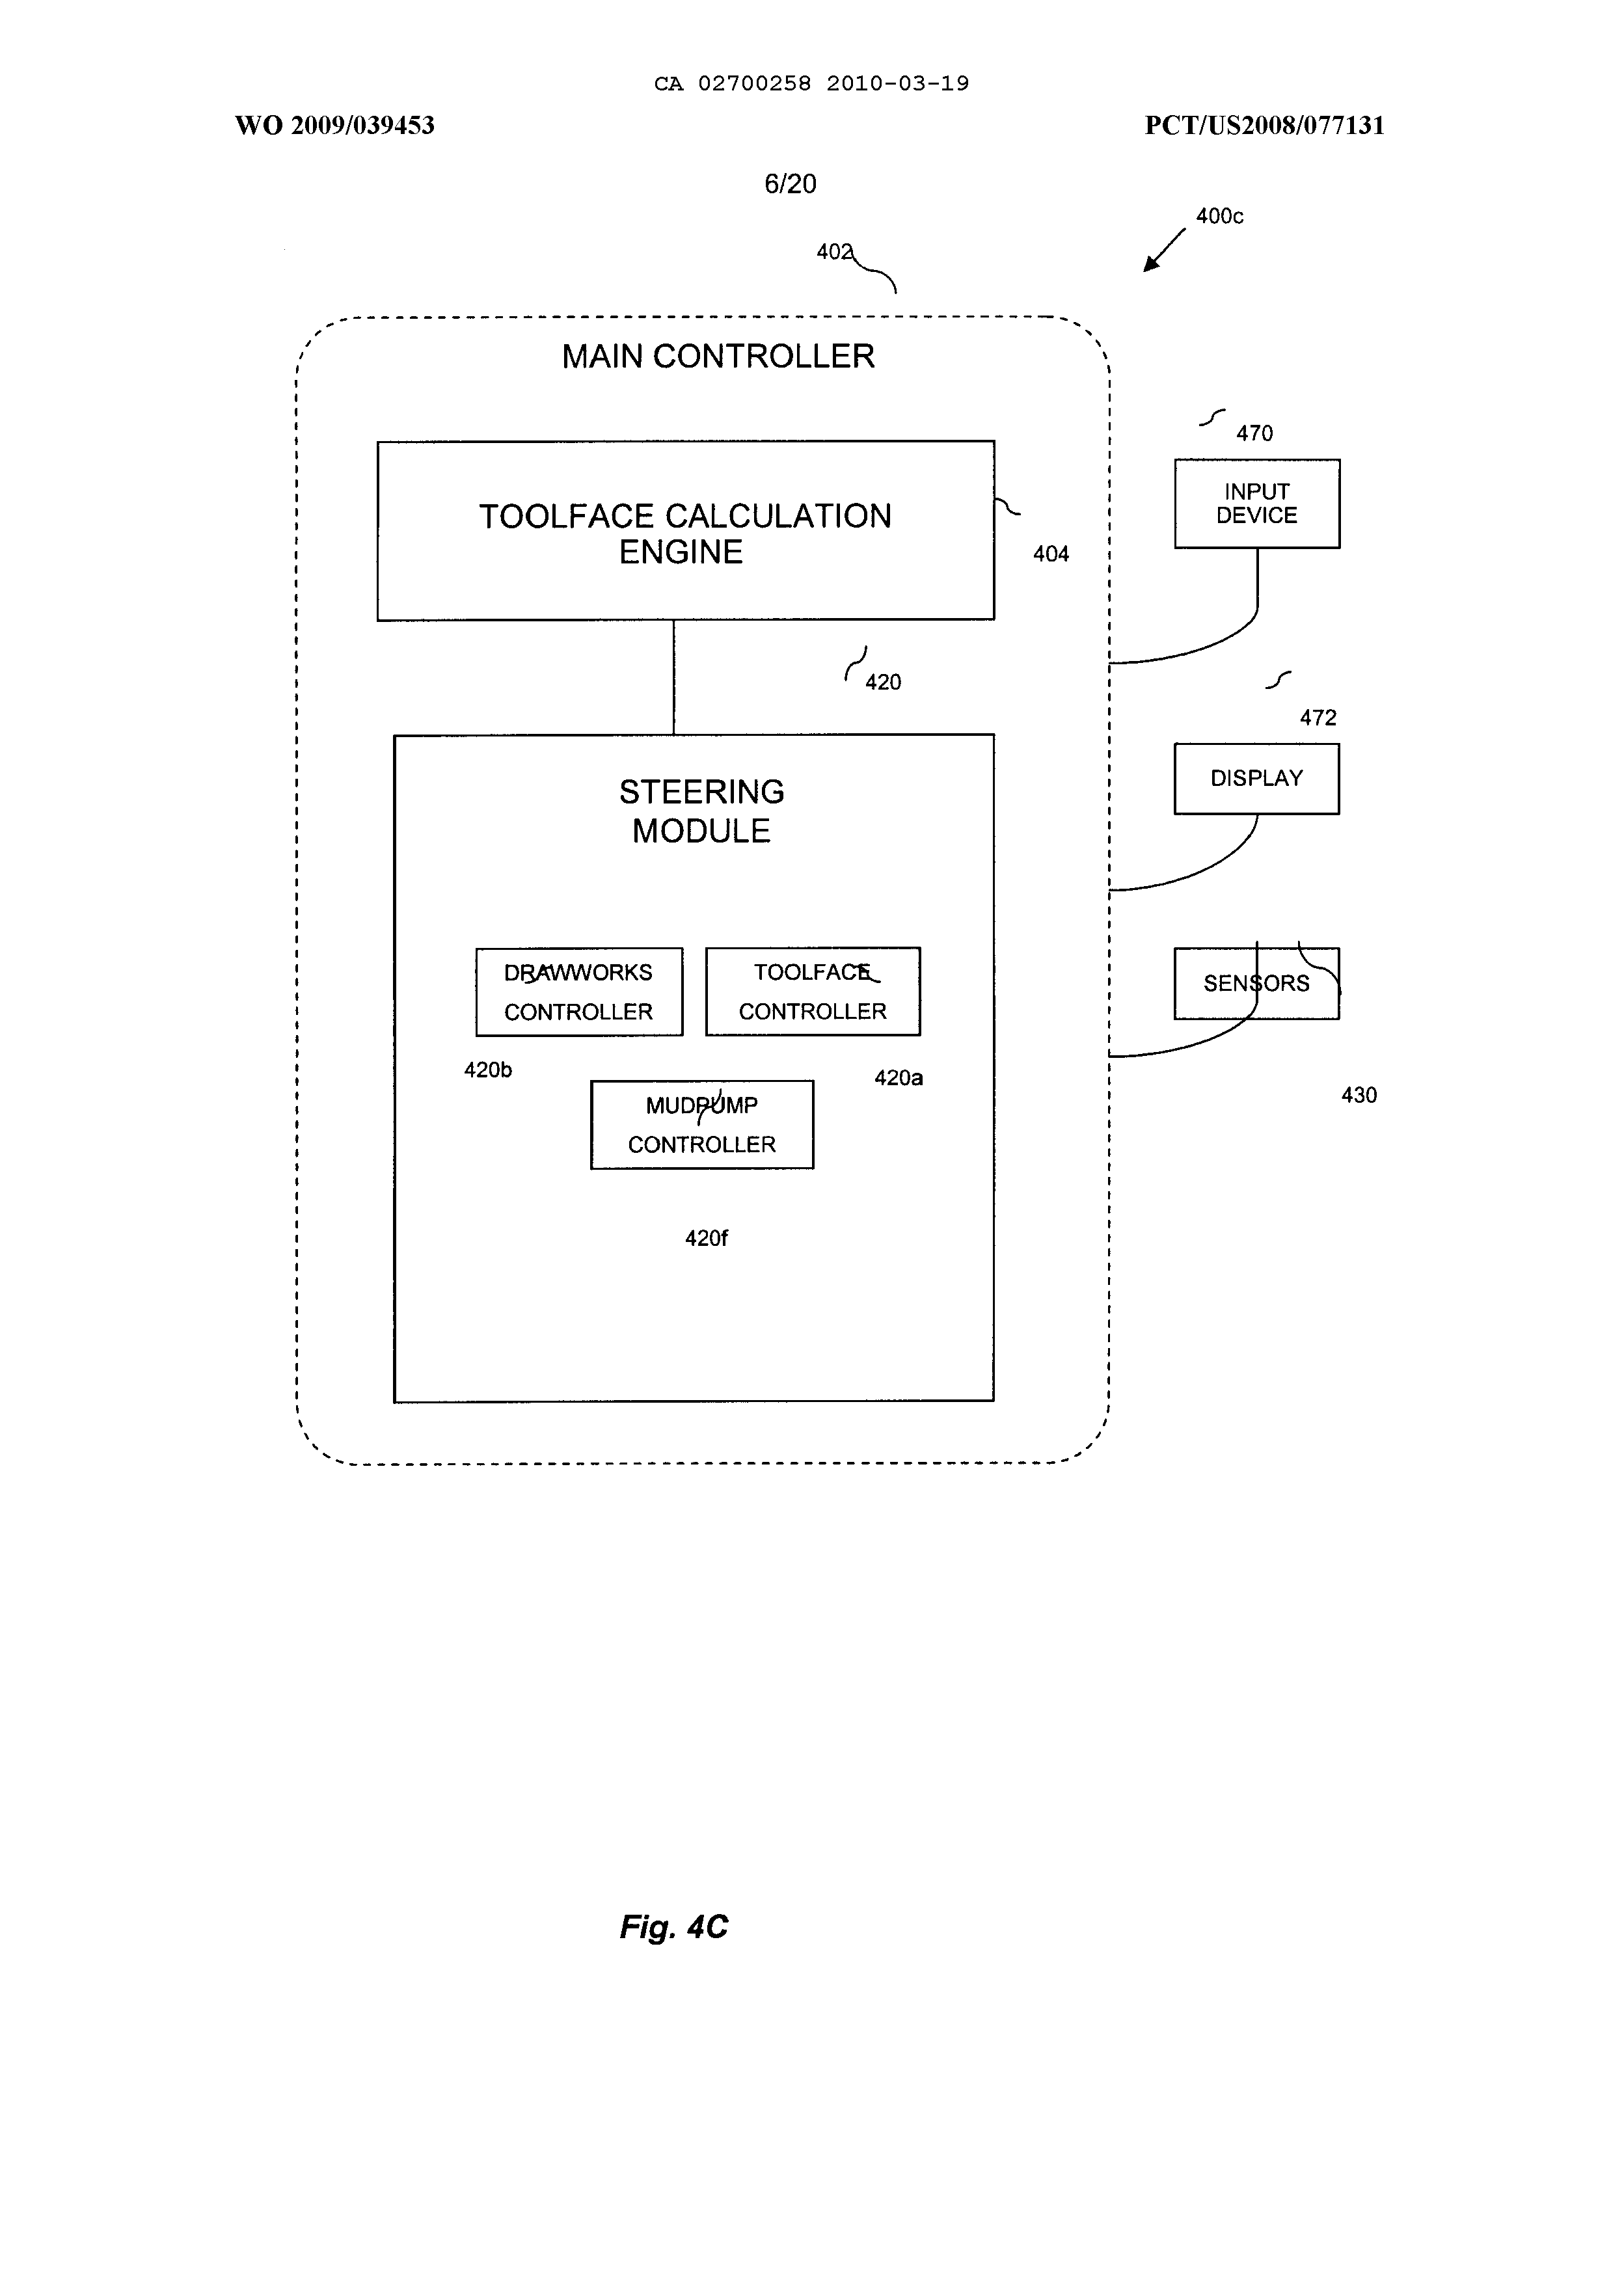 CA 02700258 2010-03-19
WO 2009/039453
PCT/US2008/077131
6/20
400c
402
MAIN CONTROLLER
470
INPUT
DEVICE
TOOLFACE CALCULATION
ENGINE
404
420
472
DISPLAY
STEERING
MODULE
DRAWWORKS
CONTROLLER
TOOLFACE
CONTROLLER
SENSORS
420b
420a
MUDPUMP
CONTROLLER
430
420f
Fig. 4C